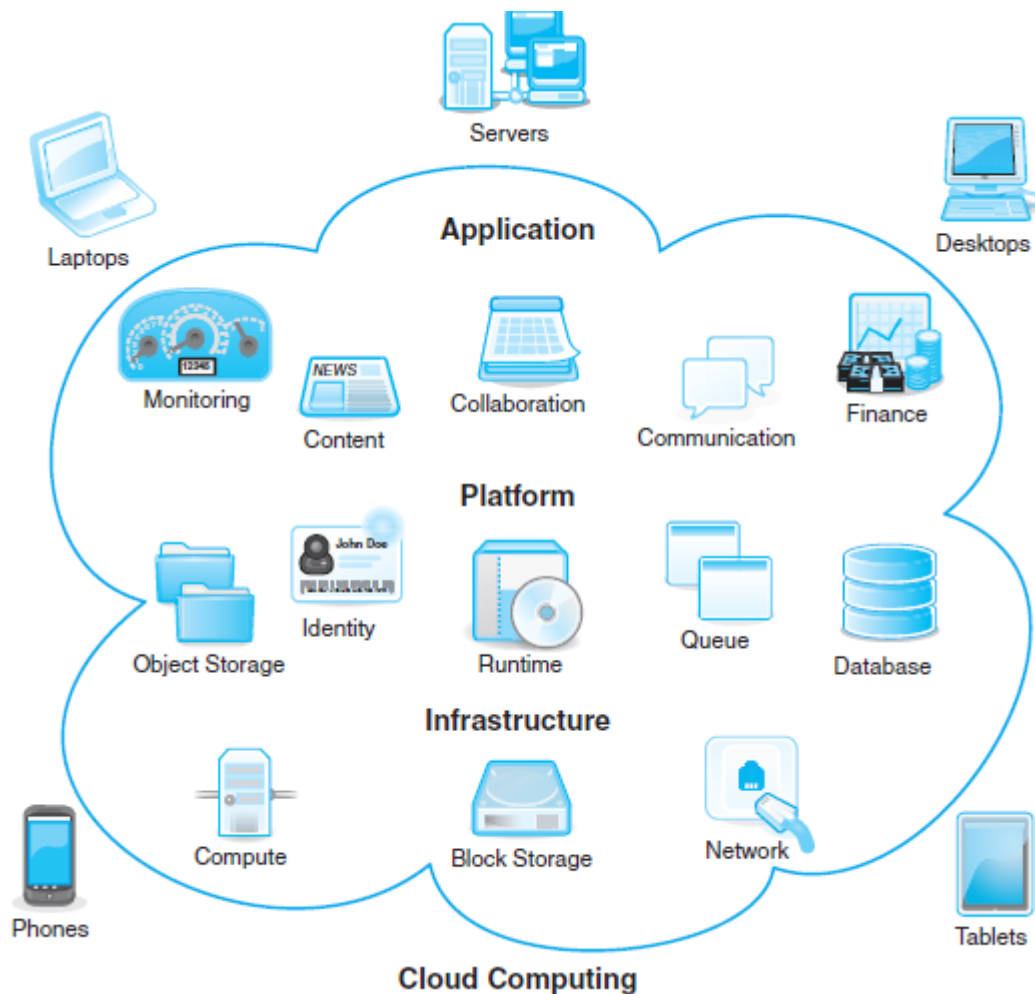 Servers
Laptops
Desktops
Application
12345
Monitoring
NEWS
Content
Collaboration
Communication
Finance
Platform
John Doe
Object Storage
Identity
Runtime
Queue
Database
Infrastructure
Compute
Block Storage
Network
Phones
Tablets
Cloud Computing